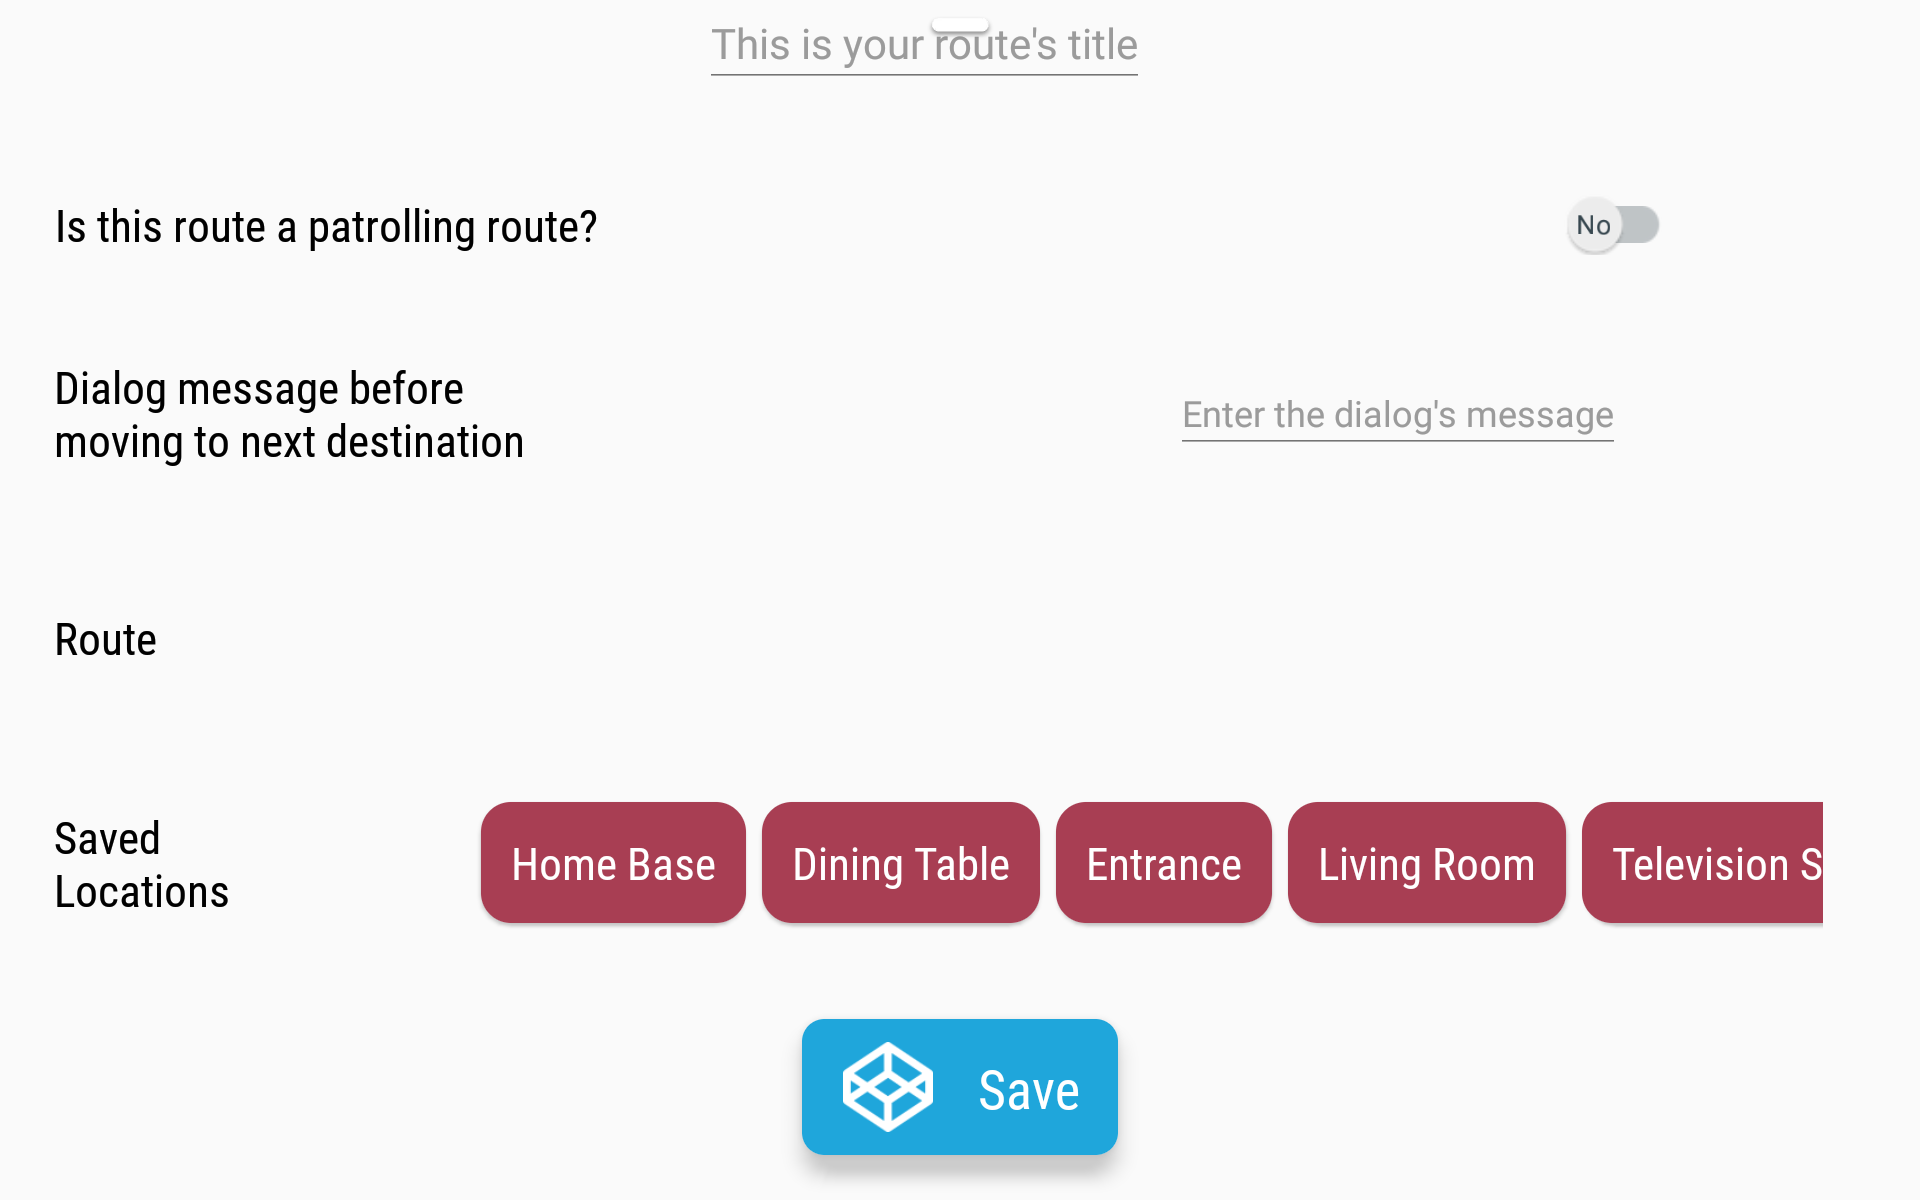 This is your route's title
Is this route a patrolling route?
No
Dialog message before
moving to next destination
Enter the dialog's message
Route
Saved
Locations
Home Base
Dining Table
Entrance
Living Room
Television S
Save